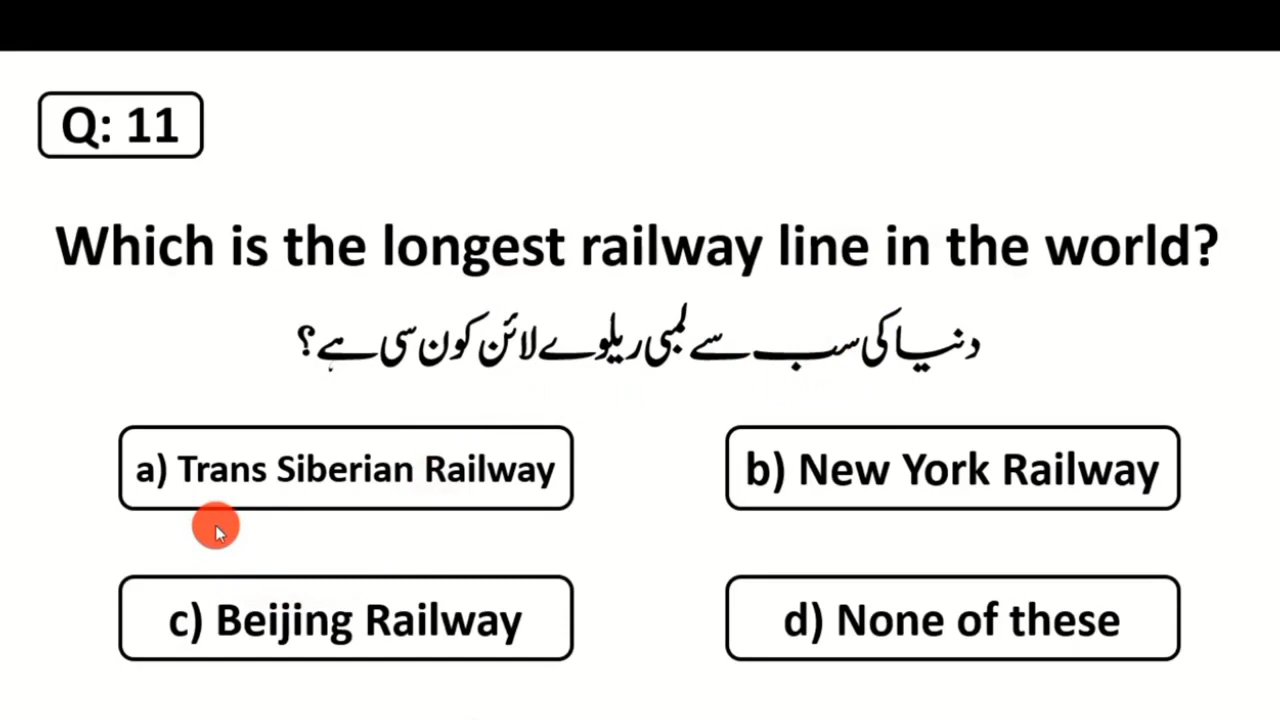 Q: 11
Which is the longest railway line in the world?
دنیا کی سب سے لمبی ریلوے لائن کون سی ہے؟
a) Trans Siberian Railway
b) New York Railway
c) Beijing Railway
d) None of these